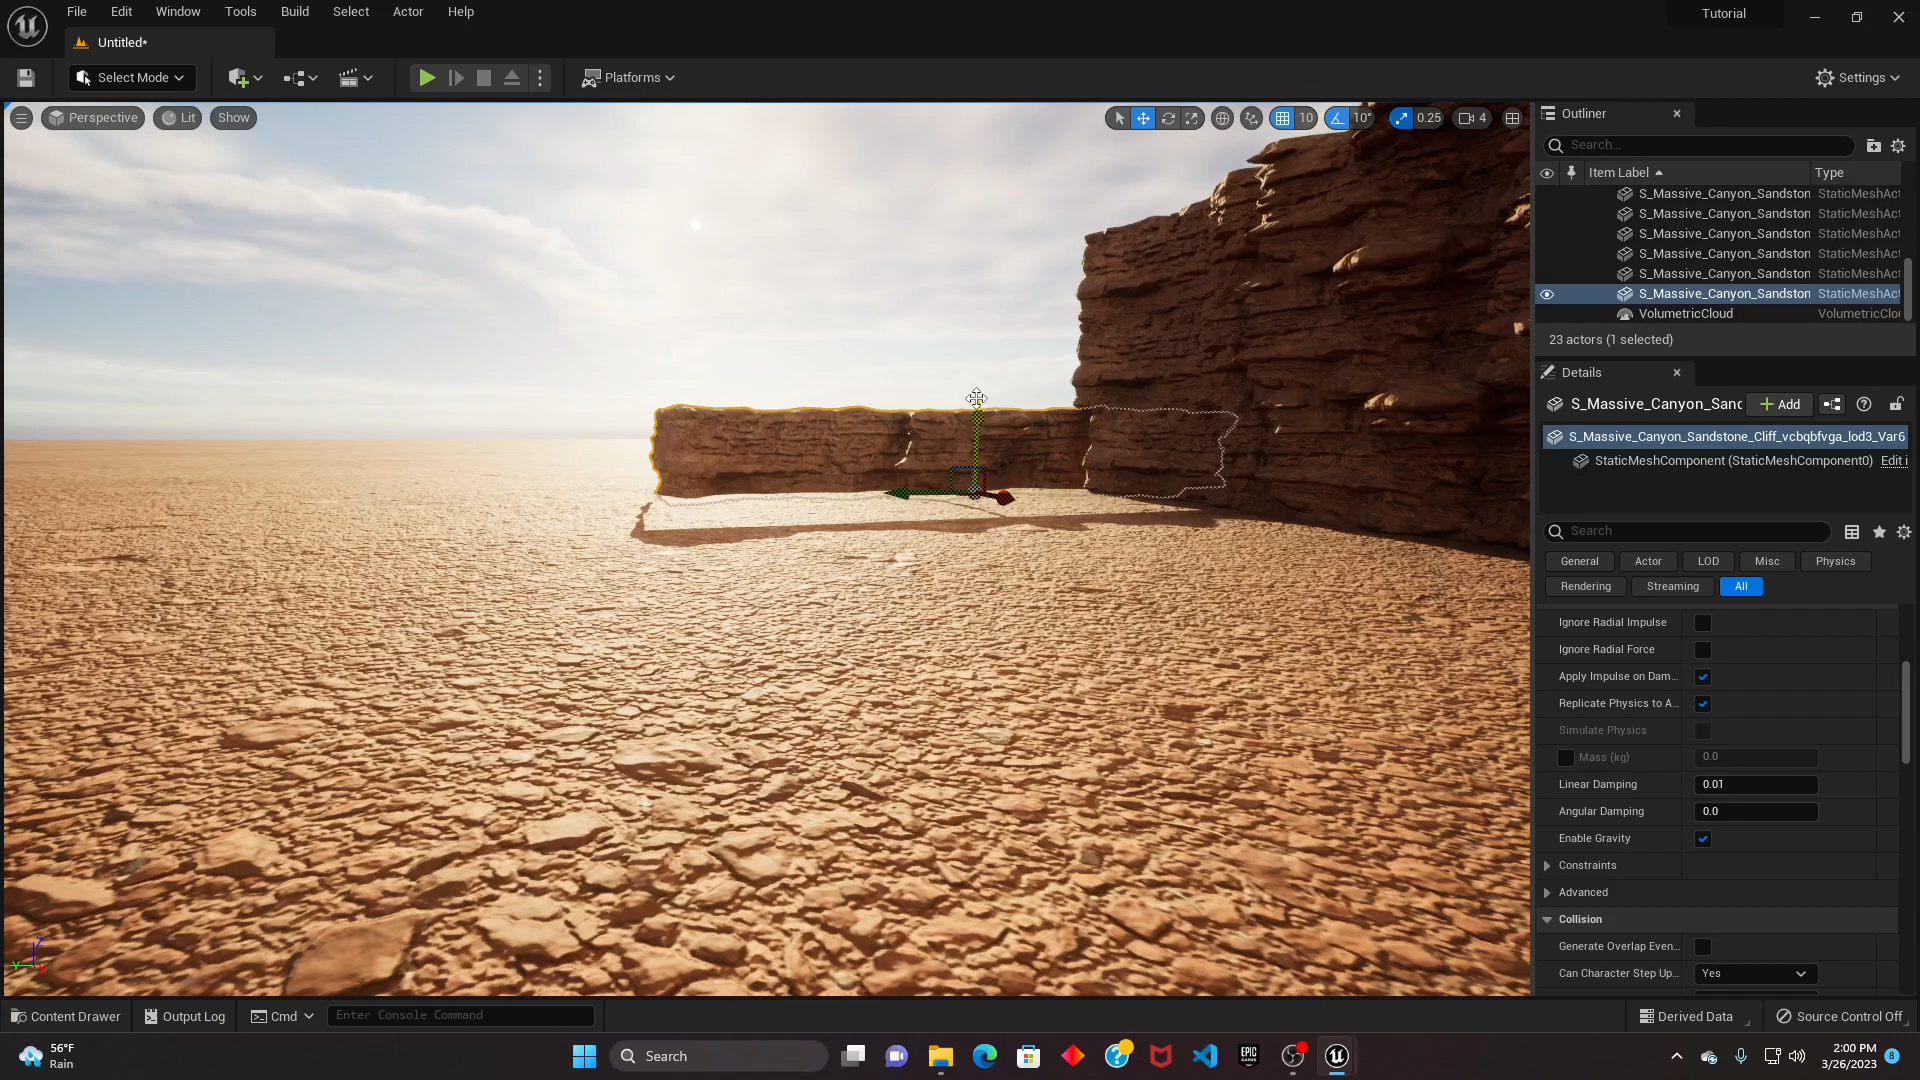 File Edit Window Tools Build Select Actor Help
Tutorial
Untitled*
Select Mode
Platforms
Settings
Perspective Lit Show
10 10° 0.25 4
Outliner
Search...
Item Label Type
S_Massive_Canyon_Sandston StaticMeshAct
S_Massive_Canyon_Sandston StaticMeshAct
S_Massive_Canyon_Sandston StaticMeshAct
S_Massive_Canyon_Sandston StaticMeshAct
S_Massive_Canyon_Sandston StaticMeshAct
S_Massive_Canyon_Sandston StaticMeshAct
VolumetricCloud VolumetricClou
23 actors (1 selected)
Details
S_Massive_Canyon_Sand Add
S_Massive_Canyon_Sandstone_Cliff_vcbqbfvga_lod3_Var6
StaticMeshComponent (StaticMeshComponent0) Edit i
Search
General Actor LOD Misc Physics
Rendering Streaming All
Ignore Radial Impulse
Ignore Radial Force
Apply Impulse on Dam...
Replicate Physics to A...
Simulate Physics
Mass (kg) 0.0
Linear Damping 0.01
Angular Damping 0.0
Enable Gravity
Constraints
Advanced
Collision
Generate Overlap Even...
Can Character Step Up... Yes
Z
Y
X
Content Drawer Output Log Cmd Enter Console Command
Derived Data Source Control Off
56°F
Rain
Search
EPIC
GAMES
2:00 PM
3/26/2023
8